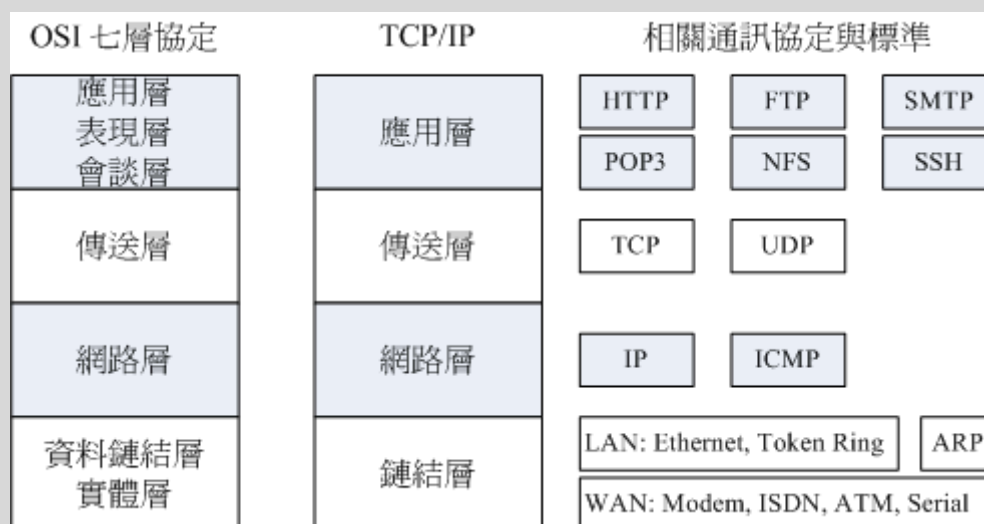 OSI 七層協定
TCP/IP
相關通訊協定與標準
應用層
表現層
會談層
應用層
HTTP
FTP
SMTP
POP3
NFS
SSH
傳送層
傳送層
TCP
UDP
網路層
網路層
IP
ICMP
資料鏈結層
實體層
鏈結層
LAN: Ethernet, Token Ring
ARP
WAN: Modem, ISDN, ATM, Serial